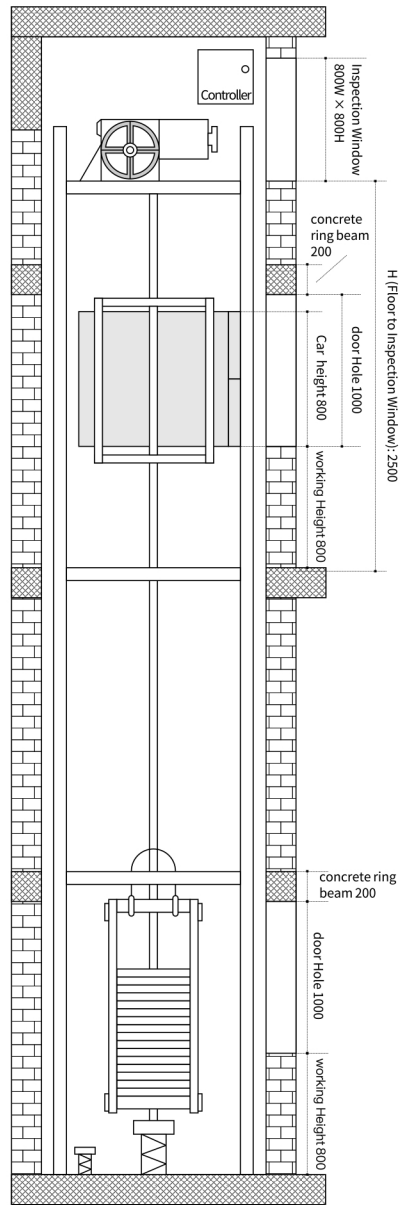 Controller
Inspection Window
800W × 800H
concrete
ring beam
200
H (Floor to Inspection Window): 2500
door Hole 1000
Car height 800
working Height 800
concrete ring
beam 200
door Hole 1000
working Height 800